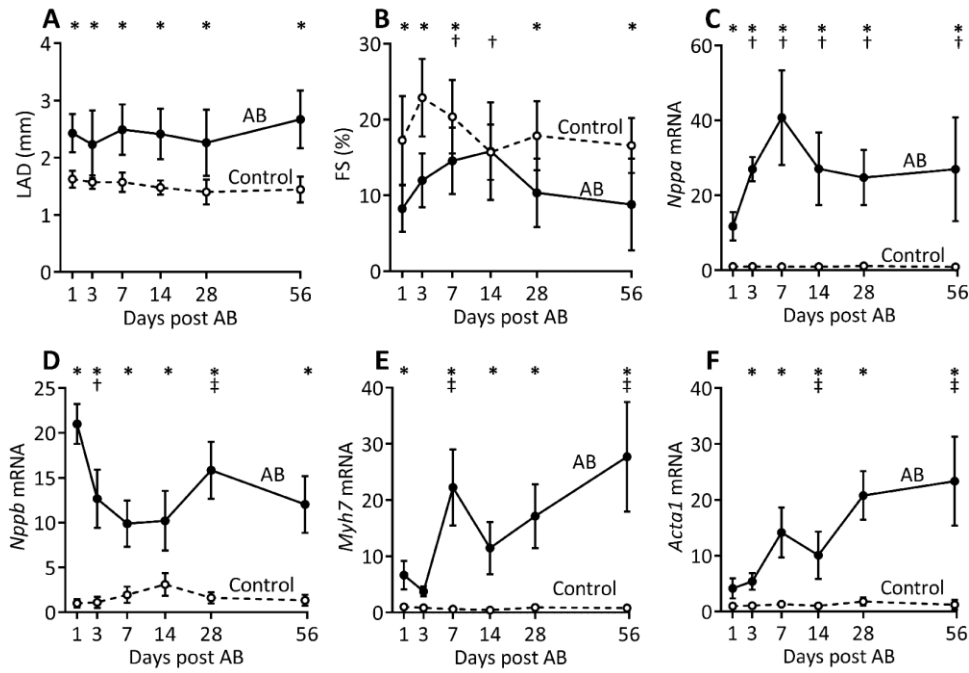 A
* * * * * *
4
3
2
1
0
LAD (mm)
AB
Control
1 3 7 14 28 56
Days post AB
B
* * * * *
† †
30
20
10
0
FS (%)
Control
AB
1 3 7 14 28 56
Days post AB
C
* * * * * *
† † † † †
60
40
20
0
Nppa mRNA
AB
Control
1 3 7 14 28 56
Days post AB
D
* * * * * *
† ‡
25
20
15
10
5
0
Nppb mRNA
AB
Control
1 3 7 14 28 56
Days post AB
E
* * * * *
‡ ‡
40
30
20
10
0
Myh7 mRNA
AB
Control
1 3 7 14 28 56
Days post AB
F
* * * * *
‡ ‡
40
30
20
10
0
Acta1 mRNA
AB
Control
1 3 7 14 28 56
Days post AB